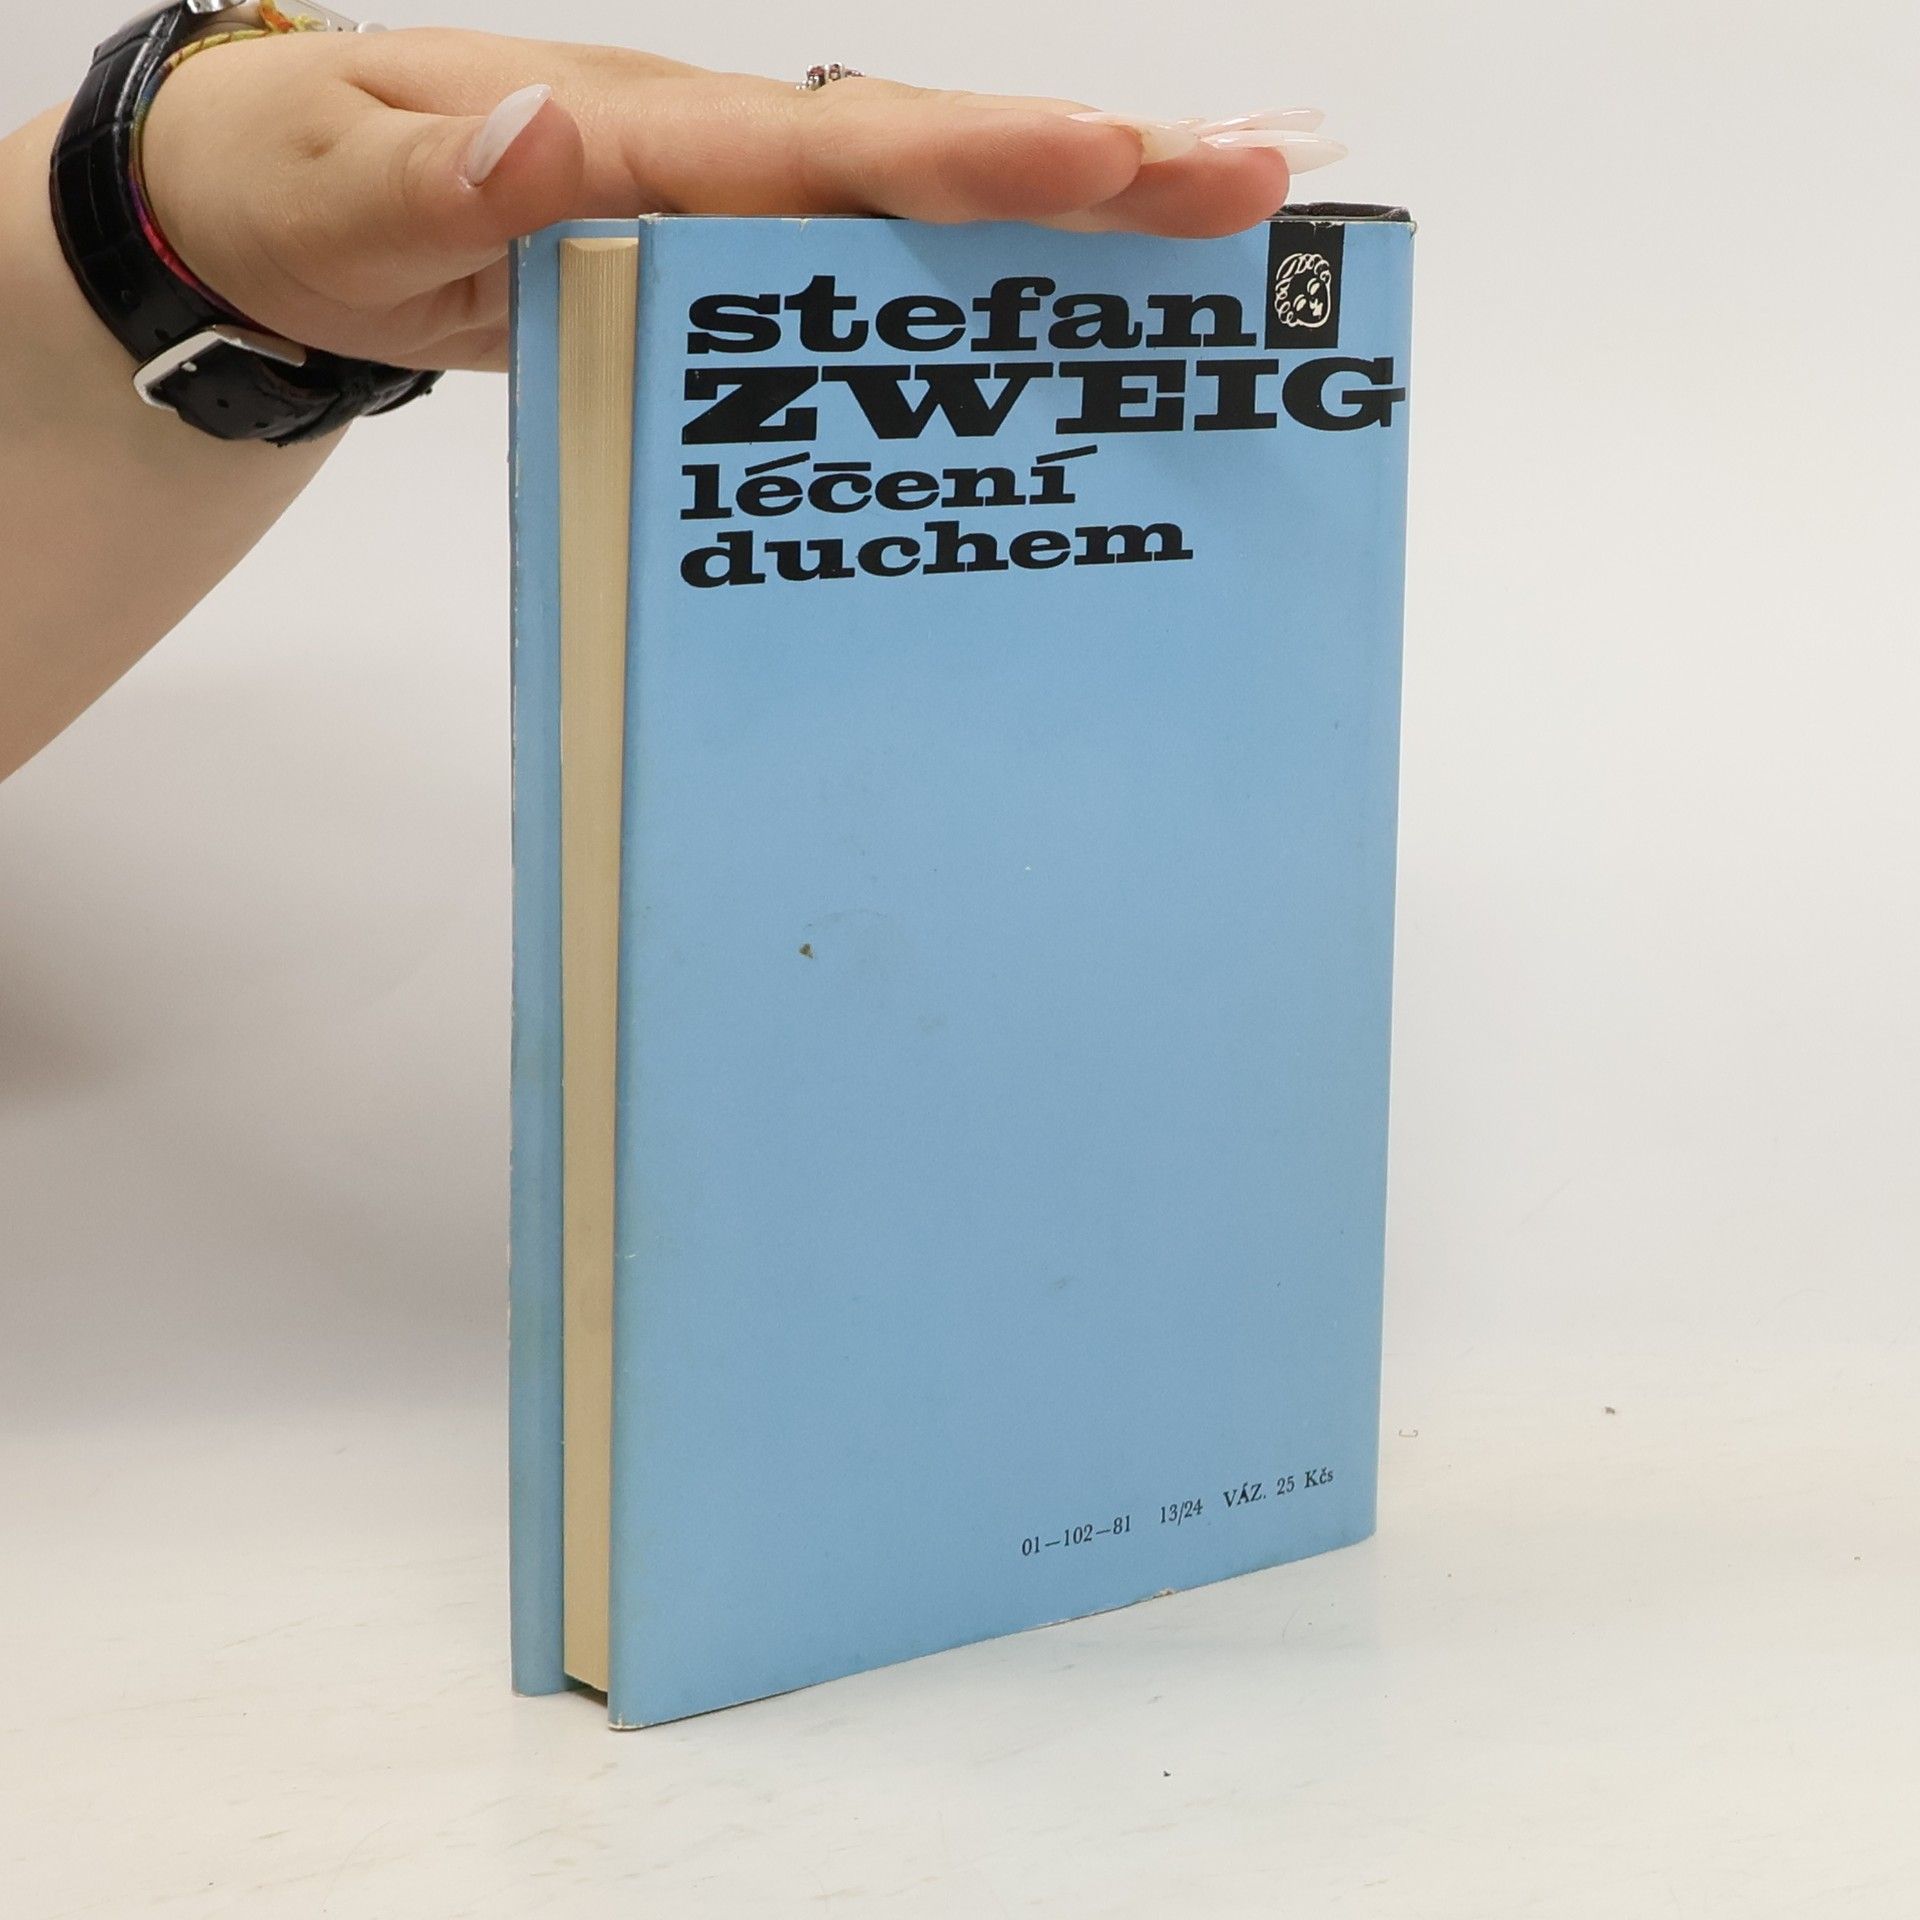 stefan
ZWEIG
léčení
duchem
01—102—81 13/24 VÁZ. 25 Kčs